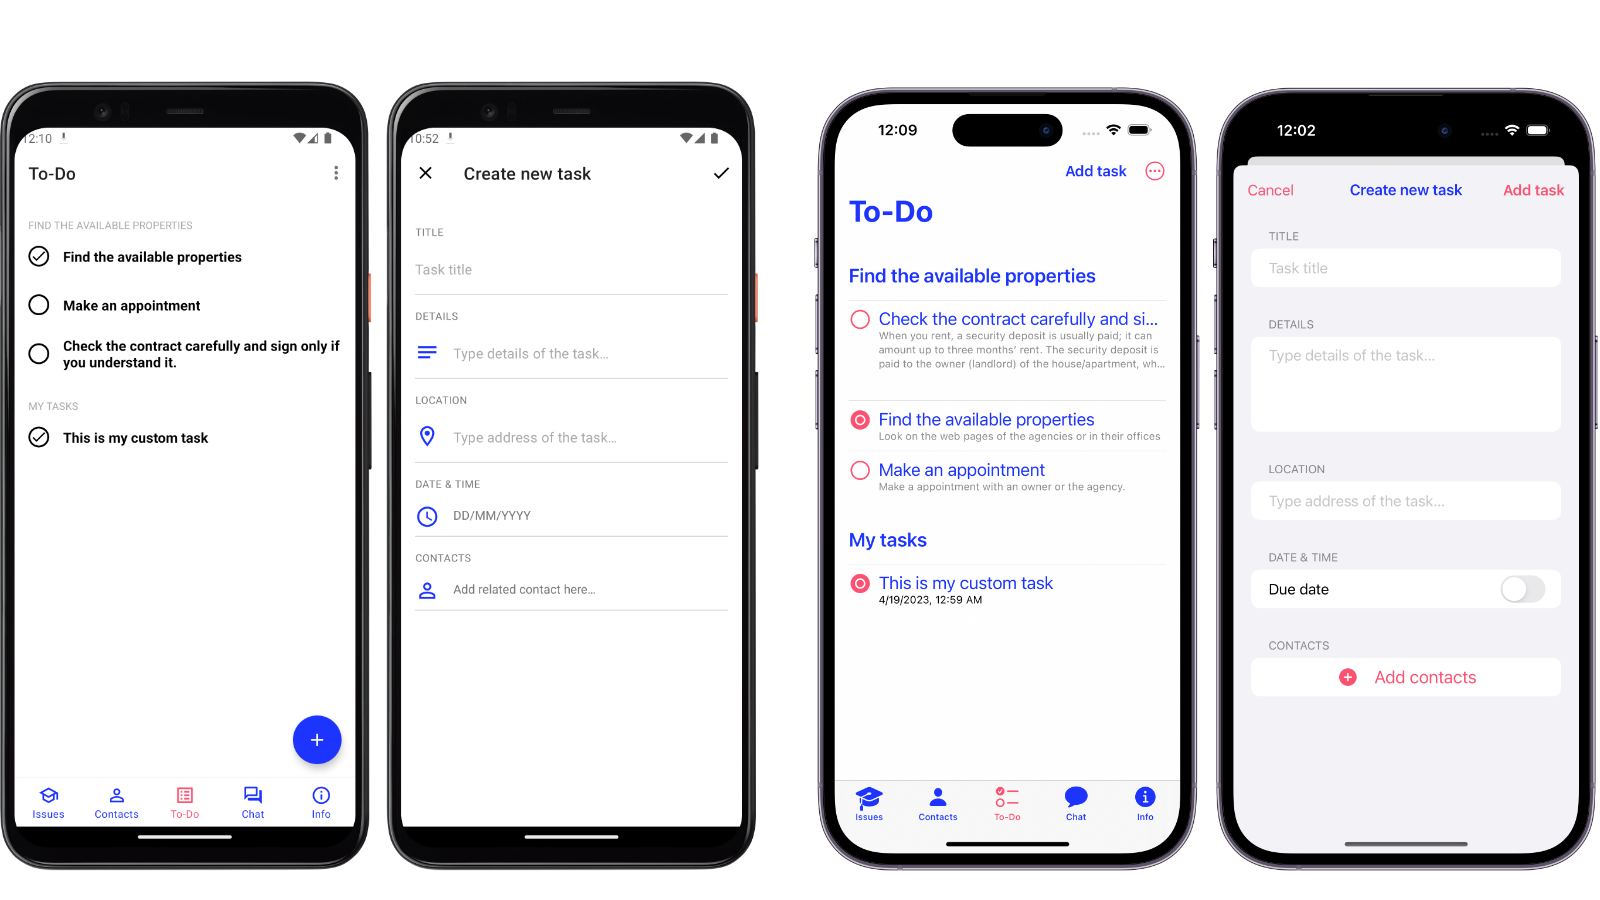 12:10
To-Do
FIND THE AVAILABLE PROPERTIES
Find the available properties
Make an appointment
Check the contract carefully and sign only if
you understand it.
MY TASKS
This is my custom task
Issues
Contacts
To-Do
Chat
Info
10:52
Create new task
TITLE
Task title
DETAILS
Type details of the task...
LOCATION
Type address of the task...
DATE & TIME
DD/MM/YYYY
CONTACTS
Add related contact here...
12:09
Add task
To-Do
Find the available properties
Check the contract carefully and si...
When you rent, a security deposit is usually paid; it can
amount up to three months' rent. The security deposit is
paid to the owner (landlord) of the house/apartment, wh...
Find the available properties
Look on the web pages of the agencies or in their offices
Make an appointment
Make a appointment with an owner or the agency.
My tasks
This is my custom task
4/19/2023, 12:59 AM
Issues
Contacts
To-Do
Chat
Info
12:02
Cancel
Create new task
Add task
TITLE
Task title
DETAILS
Type details of the task...
LOCATION
Type address of the task...
DATE & TIME
Due date
CONTACTS
Add contacts